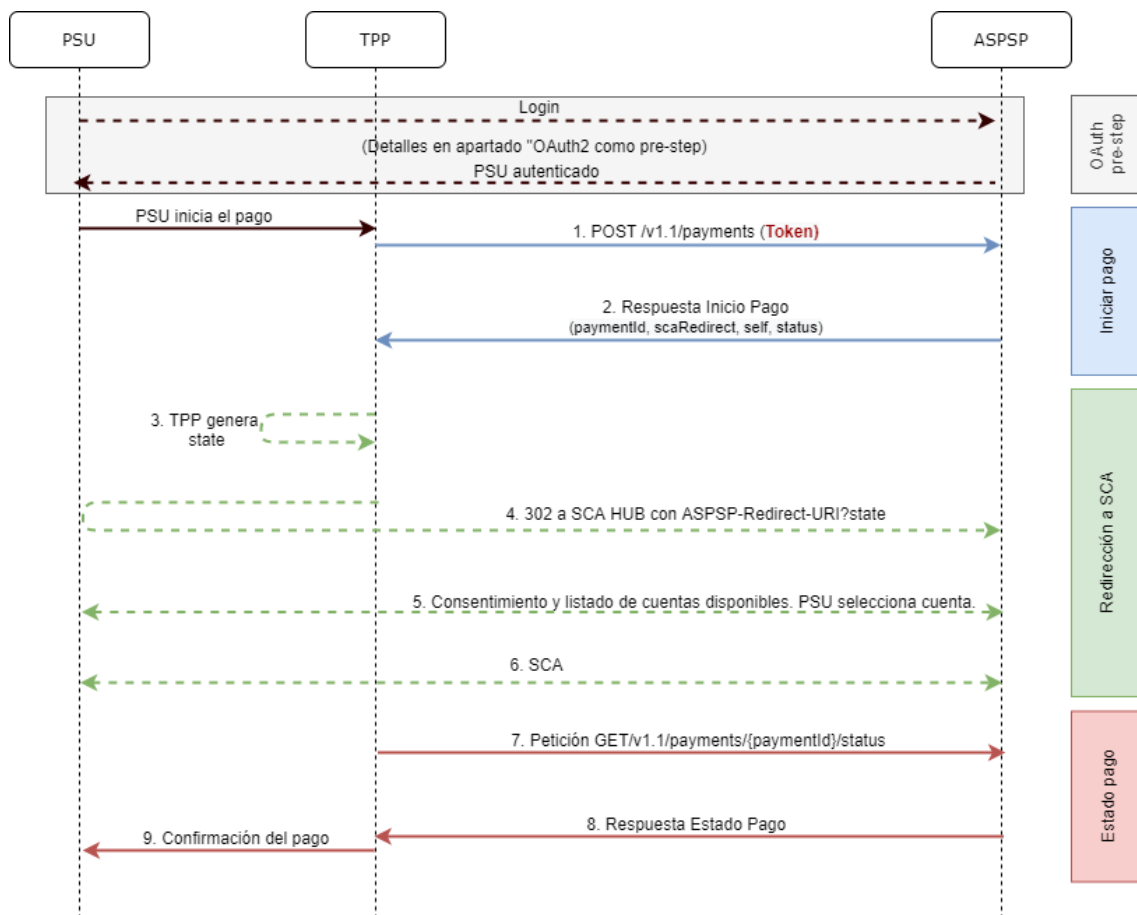 PSU
TPP
ASPSP
Login
(Detalles en apartado "OAuth2 como pre-step)
PSU autenticado
OAuth
pre-step
PSU inicia el pago
1. POST /v1.1/payments (Token)
2. Respuesta Inicio Pago
(paymentId, scaRedirect, self, status)
Iniciar pago
3. TPP genera
state
4. 302 a SCA HUB con ASPSP-Redirect-URI?state
5. Consentimiento y listado de cuentas disponibles. PSU selecciona cuenta.
6. SCA
Redirección a SCA
7. Petición GET/v1.1/payments/{paymentId}/status
8. Respuesta Estado Pago
9. Confirmación del pago
Estado pago